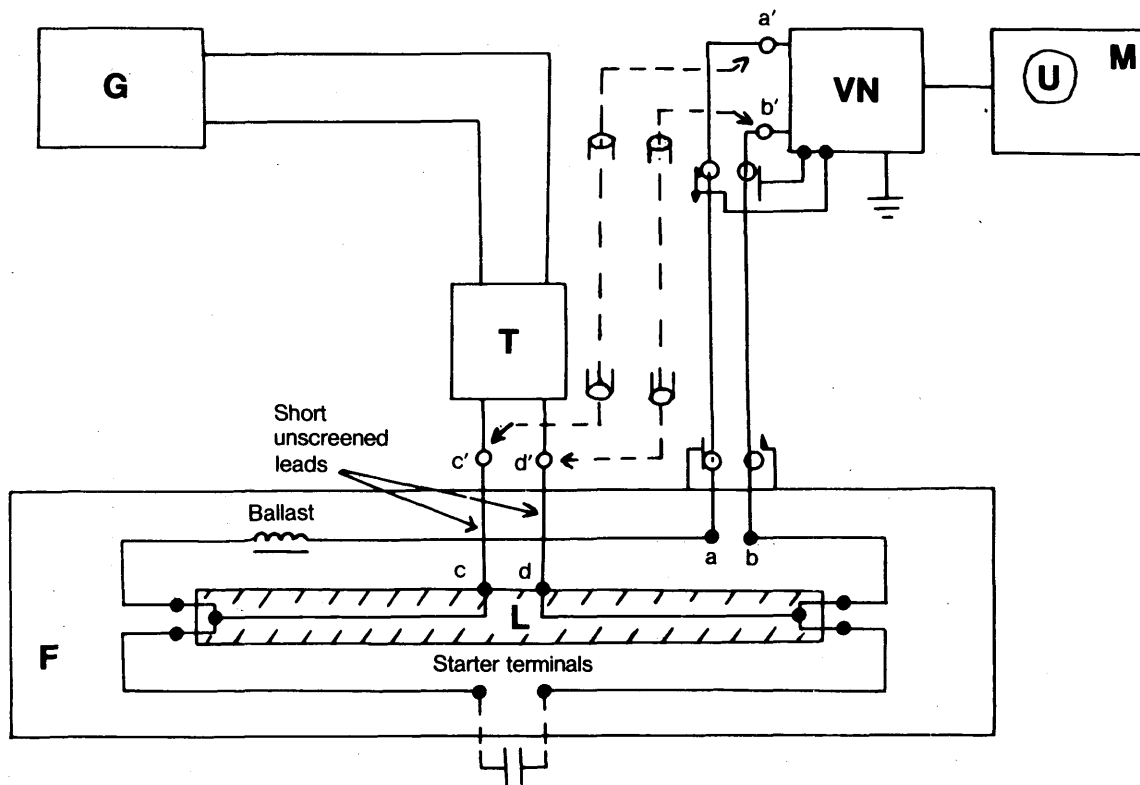 G
a'
VN
U
M
b'
T
Short
unscreened
leads
c'
d'
Ballast
a
b
c
d
L
F
Starter terminals